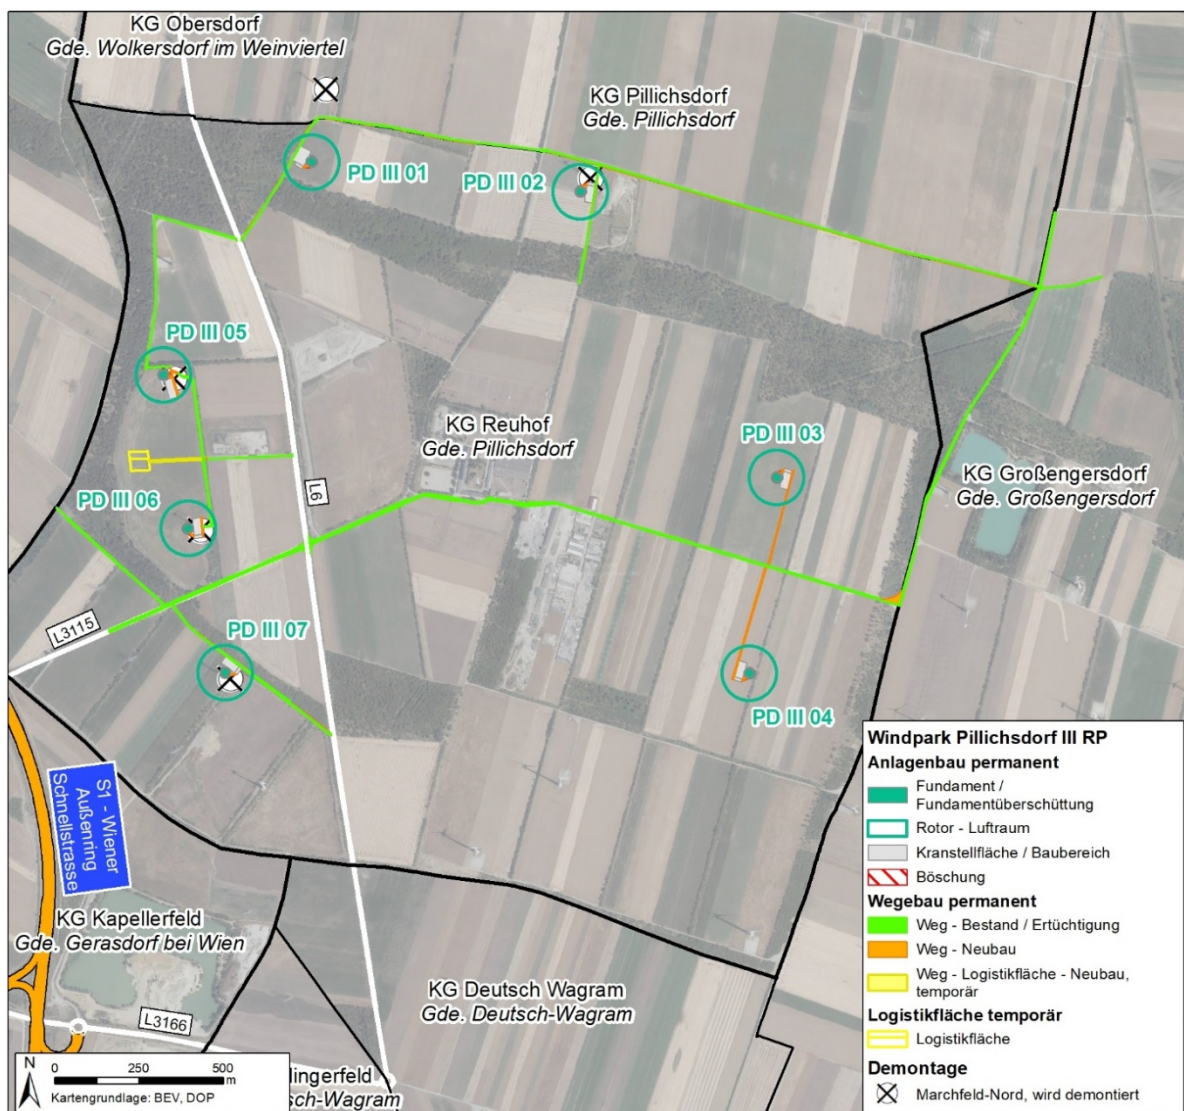 KG Obersdorf
Gde. Wolkersdorf im Weinviertel
KG Pillichsdorf
Gde. Pillichsdorf
PD III 01
PD III 02
PD III 05
KG Reuhof
Gde. Pillichsdorf
PD III 03
KG Großengersdorf
Gde. Großengersdorf
L6
PD III 06
L3115
PD III 07
PD III 04
S1 - Wiener
Außenring
Schnellstrasse
KG Kapellerfeld
Gde. Gerasdorf bei Wien
KG Deutsch Wagram
Gde. Deutsch-Wagram
L3166
lingerfeld
sch-Wagram
N
0 250 500
m
Kartengrundlage: BEV, DOP
Windpark Pillichsdorf III RP
Anlagenbau permanent
Fundament /
Fundamentüberschüttung
Rotor - Luftraum
Kranstellfläche / Baubereich
Böschung
Wegebau permanent
Weg - Bestand / Ertüchtigung
Weg - Neubau
Weg - Logistikfläche - Neubau,
temporär
Logistikfläche temporär
Logistikfläche
Demontage
Marchfeld-Nord, wird demontiert